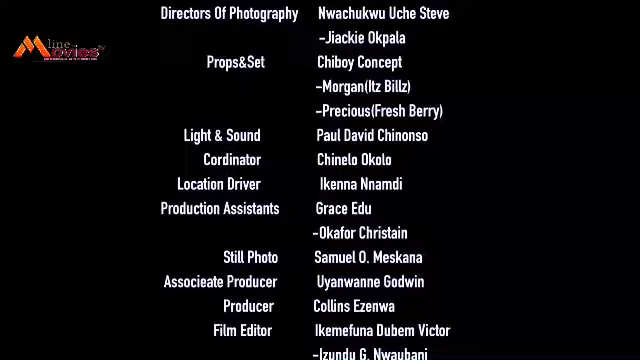 Directors Of Photography Nwachukwu Uche Steve
-Jiackie Okpala
line
Movies
Props&Set Chiboy Concept
-Morgan(Itz Billz)
-Precious(Fresh Berry)
Light & Sound Paul David Chinonso
Cordinator Chinelo Okolo
Location Driver Ikenna Nnamdi
Production Assistants Grace Edu
-Okafor Christain
Still Photo Samuel O. Meskana
Associeate Producer Uyanwanne Godwin
Producer Collins Ezenwa
Film Editor Ikemefuna Dubem Victor
-Izundu G. Nwaubani